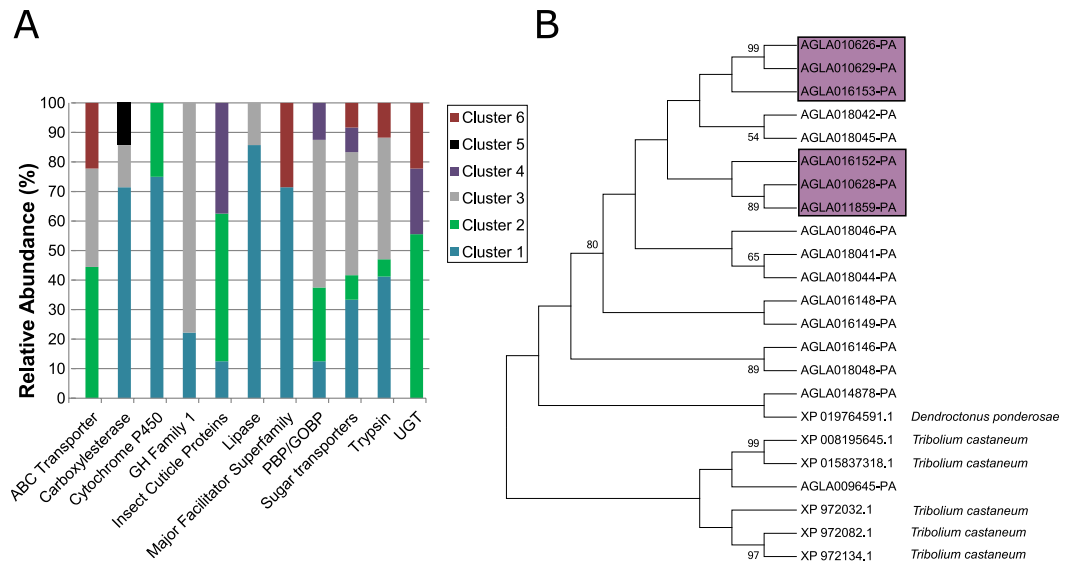 A
Relative Abundance (%)
100
90
80
70
60
50
40
30
20
10
0
ABC Transporter
Carboxylesterase
Cytochrome P450
GH Family 1
Insect Cuticle Proteins
Lipase
Major Facilitator Superfamily
PBP/GOBP
Sugar transporters
Trypsin
UGT
Cluster 6
Cluster 5
Cluster 4
Cluster 3
Cluster 2
Cluster 1
B
99
AGLA010626-PA
AGLA010629-PA
AGLA016153-PA
AGLA018042-PA
54
AGLA018045-PA
AGLA016152-PA
AGLA010628-PA
89
AGLA011859-PA
AGLA018046-PA
80
65
AGLA018041-PA
AGLA018044-PA
AGLA016148-PA
AGLA016149-PA
AGLA016146-PA
89
AGLA018048-PA
AGLA014878-PA
XP 019764591.1 Dendroctonus ponderosae
99
XP 008195645.1 Tribolium castaneum
XP 015837318.1 Tribolium castaneum
AGLA009645-PA
XP 972032.1 Tribolium castaneum
XP 972082.1 Tribolium castaneum
97
XP 972134.1 Tribolium castaneum